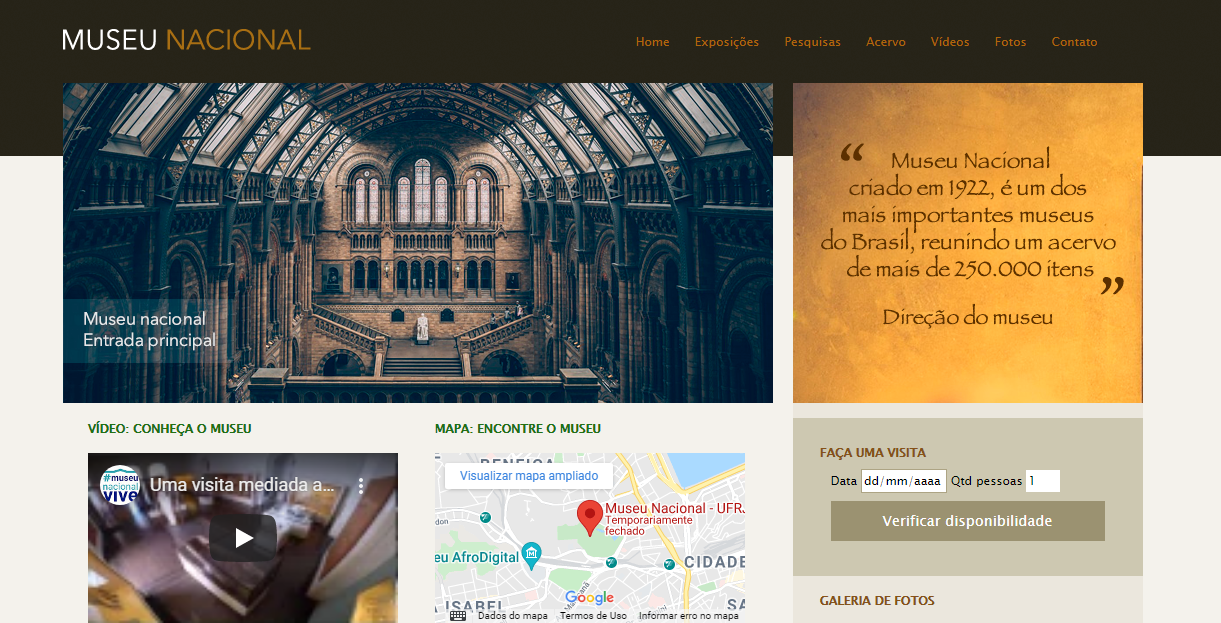 MUSEU NACIONAL
Home Exposições Pesquisas Acervo Vídeos Fotos Contato
Museu nacional
Entrada principal
“ Museu Nacional
criado em 1922, é um dos
mais importantes museus
do Brasil, reunindo um acervo
de mais de 250.000 itens ”
Direção do museu
VÍDEO: CONHEÇA O MUSEU
#museu
nacional
vive
Uma visita mediada a...
MAPA: ENCONTRE O MUSEU
BENFICA
Visualizar mapa ampliado
Museu Nacional - UFRJ
Temporariamente
fechado
don
eu AfroDigital
CIDADE
Maracanã
ISABEL
Google
SA
Dados do mapa Termos de Uso Informar erro no mapa
FAÇA UMA VISITA
Data dd/mm/aaaa Qtd pessoas 1
Verificar disponibilidade
GALERIA DE FOTOS